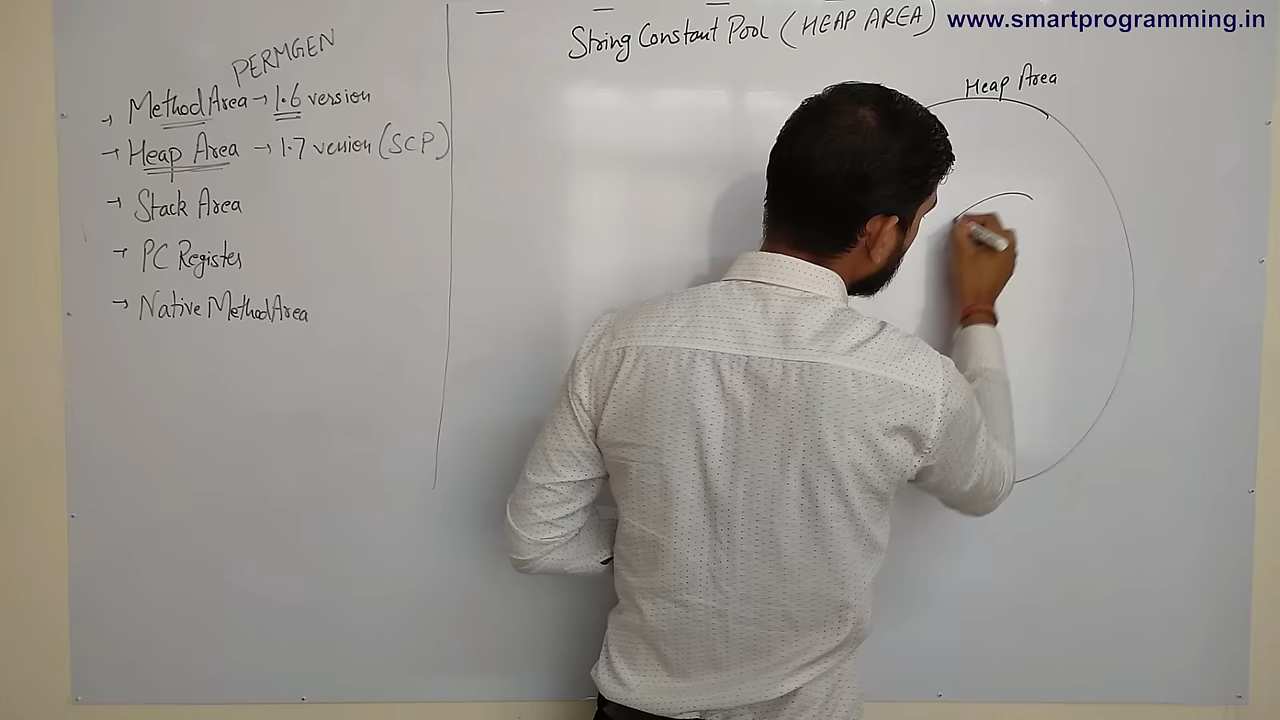 www.smartprogramming.in
String Constant Pool (HEAP AREA)
PERMGEN
→ Method Area → 1.6 version
→ Heap Area → 1.7 version (SCP)
→ Stack Area
→ PC Register
→ Native Method Area
Heap Area